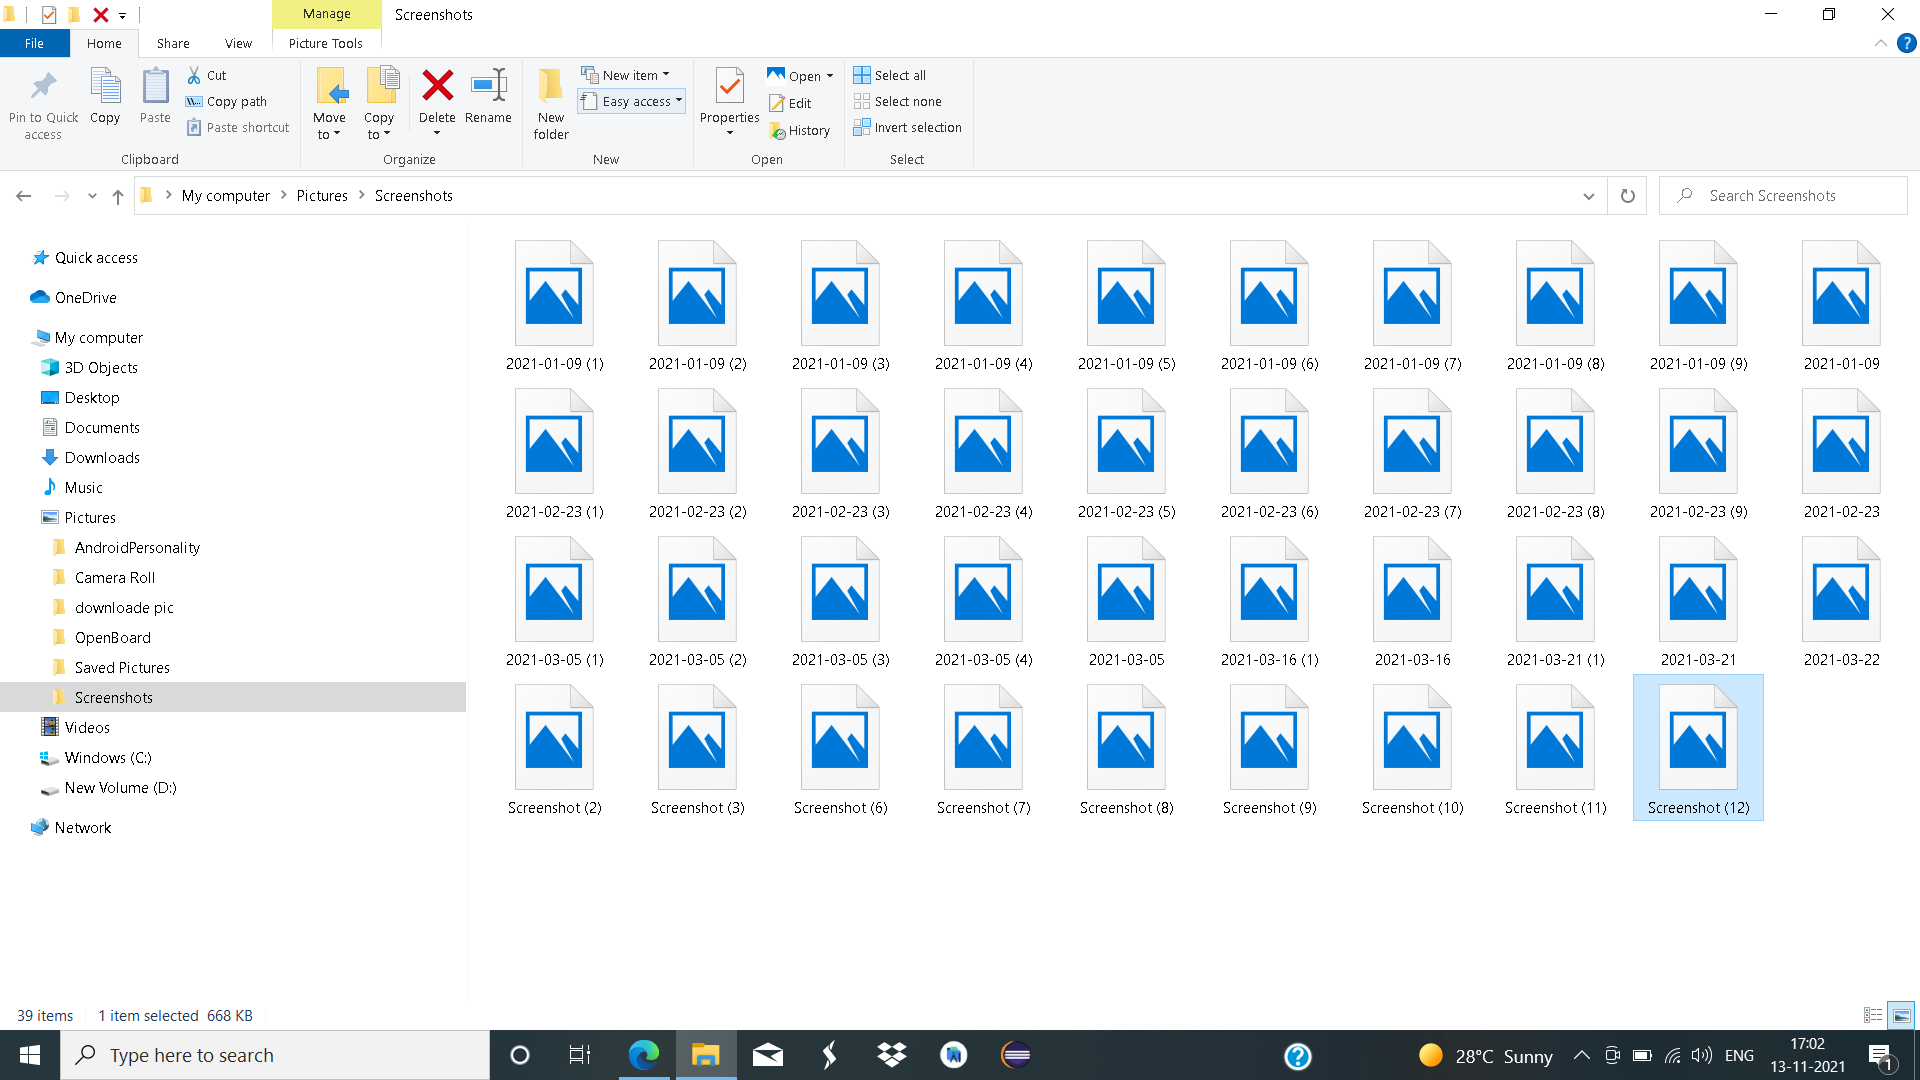 Manage
Screenshots
File
Home
Share
View
Picture Tools
Pin to Quick access
Copy
Paste
Cut
Copy path
Paste shortcut
Clipboard
Move to
Copy to
Delete
Rename
Organize
New folder
New item
Easy access
New
Properties
Open
Edit
History
Open
Select all
Select none
Invert selection
Select
My computer
Pictures
Screenshots
Search Screenshots
Quick access
OneDrive
My computer
3D Objects
Desktop
Documents
Downloads
Music
Pictures
AndroidPersonality
Camera Roll
downloade pic
OpenBoard
Saved Pictures
Screenshots
Videos
Windows (C:)
New Volume (D:)
Network
2021-01-09 (1)
2021-01-09 (2)
2021-01-09 (3)
2021-01-09 (4)
2021-01-09 (5)
2021-01-09 (6)
2021-01-09 (7)
2021-01-09 (8)
2021-01-09 (9)
2021-01-09
2021-02-23 (1)
2021-02-23 (2)
2021-02-23 (3)
2021-02-23 (4)
2021-02-23 (5)
2021-02-23 (6)
2021-02-23 (7)
2021-02-23 (8)
2021-02-23 (9)
2021-02-23
2021-03-05 (1)
2021-03-05 (2)
2021-03-05 (3)
2021-03-05 (4)
2021-03-05
2021-03-16 (1)
2021-03-16
2021-03-21 (1)
2021-03-21
2021-03-22
Screenshot (2)
Screenshot (3)
Screenshot (6)
Screenshot (7)
Screenshot (8)
Screenshot (9)
Screenshot (10)
Screenshot (11)
Screenshot (12)
39 items
1 item selected 668 KB
Type here to search
28°C Sunny
ENG
17:02
13-11-2021
1